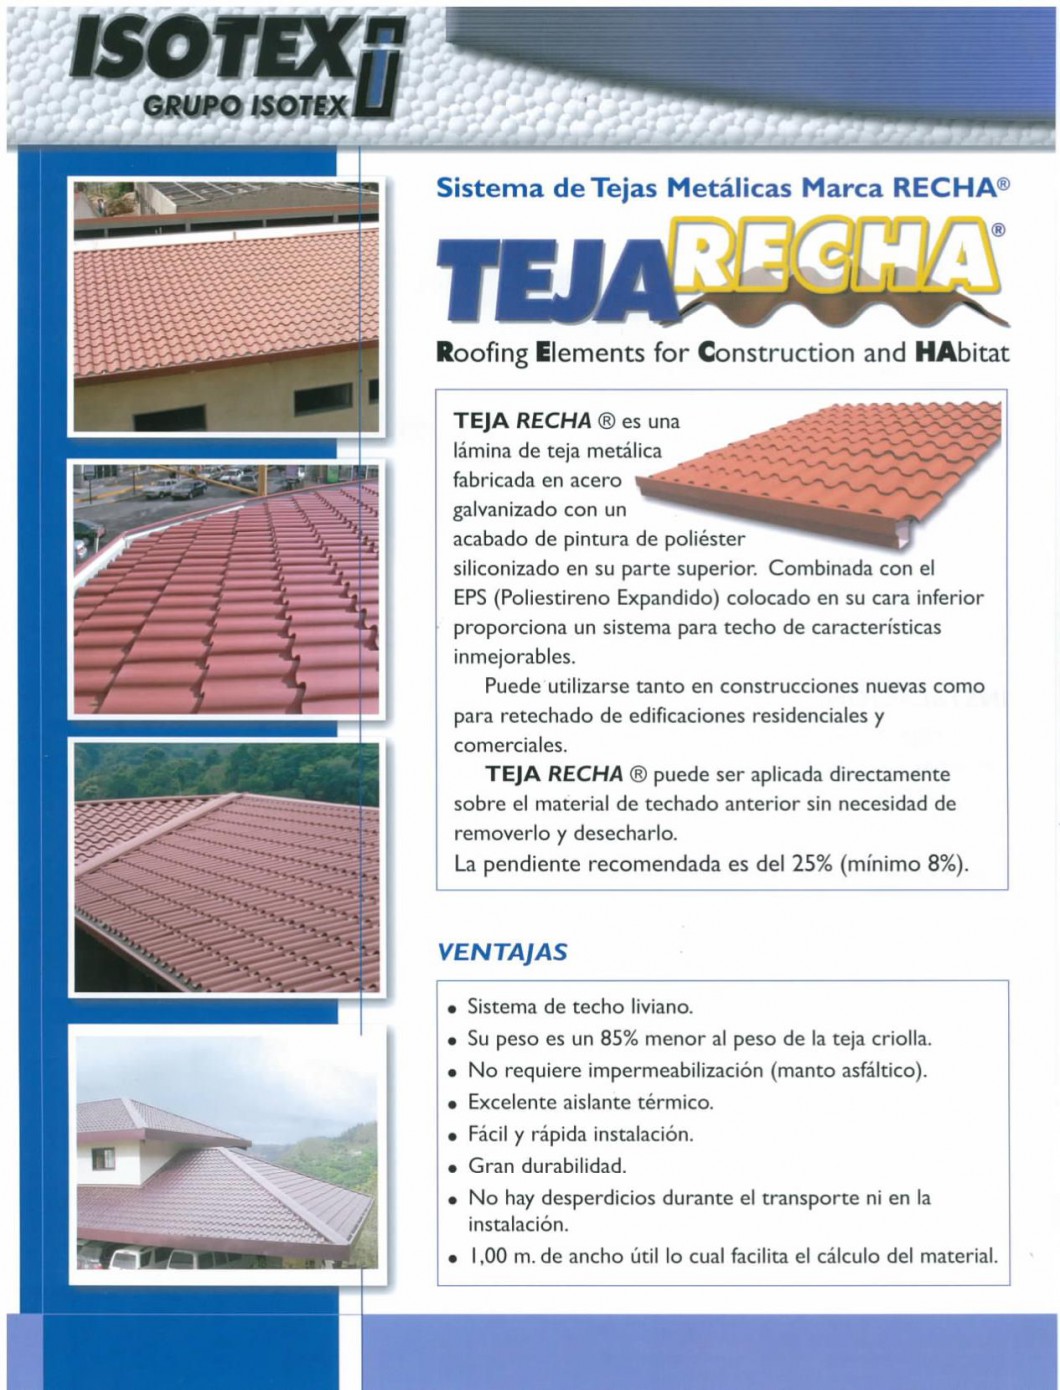 ISOTEX
GRUPO ISOTEX
Sistema de Tejas Metálicas Marca RECHA®
TEJA RECHA®
Roofing Elements for Construction and HAbitat
TEJA RECHA ® es una
lámina de teja metálica
fabricada en acero
galvanizado con un
acabado de pintura de poliéster
siliconizado en su parte superior. Combinada con el
EPS (Poliestireno Expandido) colocado en su cara inferior
proporciona un sistema para techo de características
inmejorables.
Puede utilizarse tanto en construcciones nuevas como
para retechado de edificaciones residenciales y
comerciales.
TEJA RECHA ® puede ser aplicada directamente
sobre el material de techado anterior sin necesidad de
removerlo y desecharlo.
La pendiente recomendada es del 25% (mínimo 8%).
VENTAJAS
• Sistema de techo liviano.
• Su peso es un 85% menor al peso de la teja criolla.
• No requiere impermeabilización (manto asfáltico).
• Excelente aislante térmico.
• Fácil y rápida instalación.
• Gran durabilidad.
• No hay desperdicios durante el transporte ni en la
instalación.
• 1,00 m. de ancho útil lo cual facilita el cálculo del material.